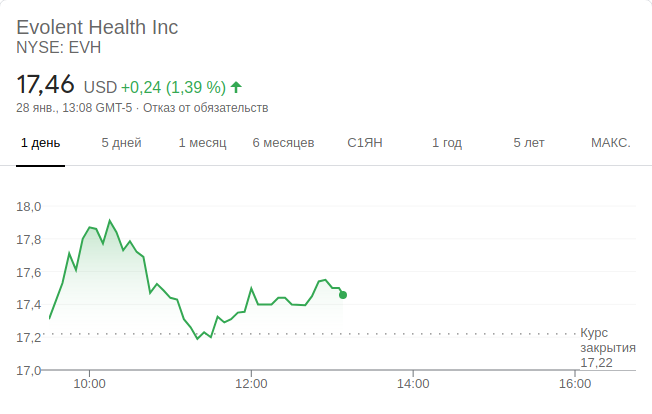 Evolent Health Inc
NYSE: EVH
17,46 USD +0,24 (1,39 %)
28 янв., 13:08 GMT-5 · Отказ от обязательств
1 день 5 дней 1 месяц 6 месяцев С1ЯН 1 год 5 лет МАКС.
18,0
17,8
17,6
17,4
17,2
17,0
Курс
закрытия
17,22
10:00 12:00 14:00 16:00